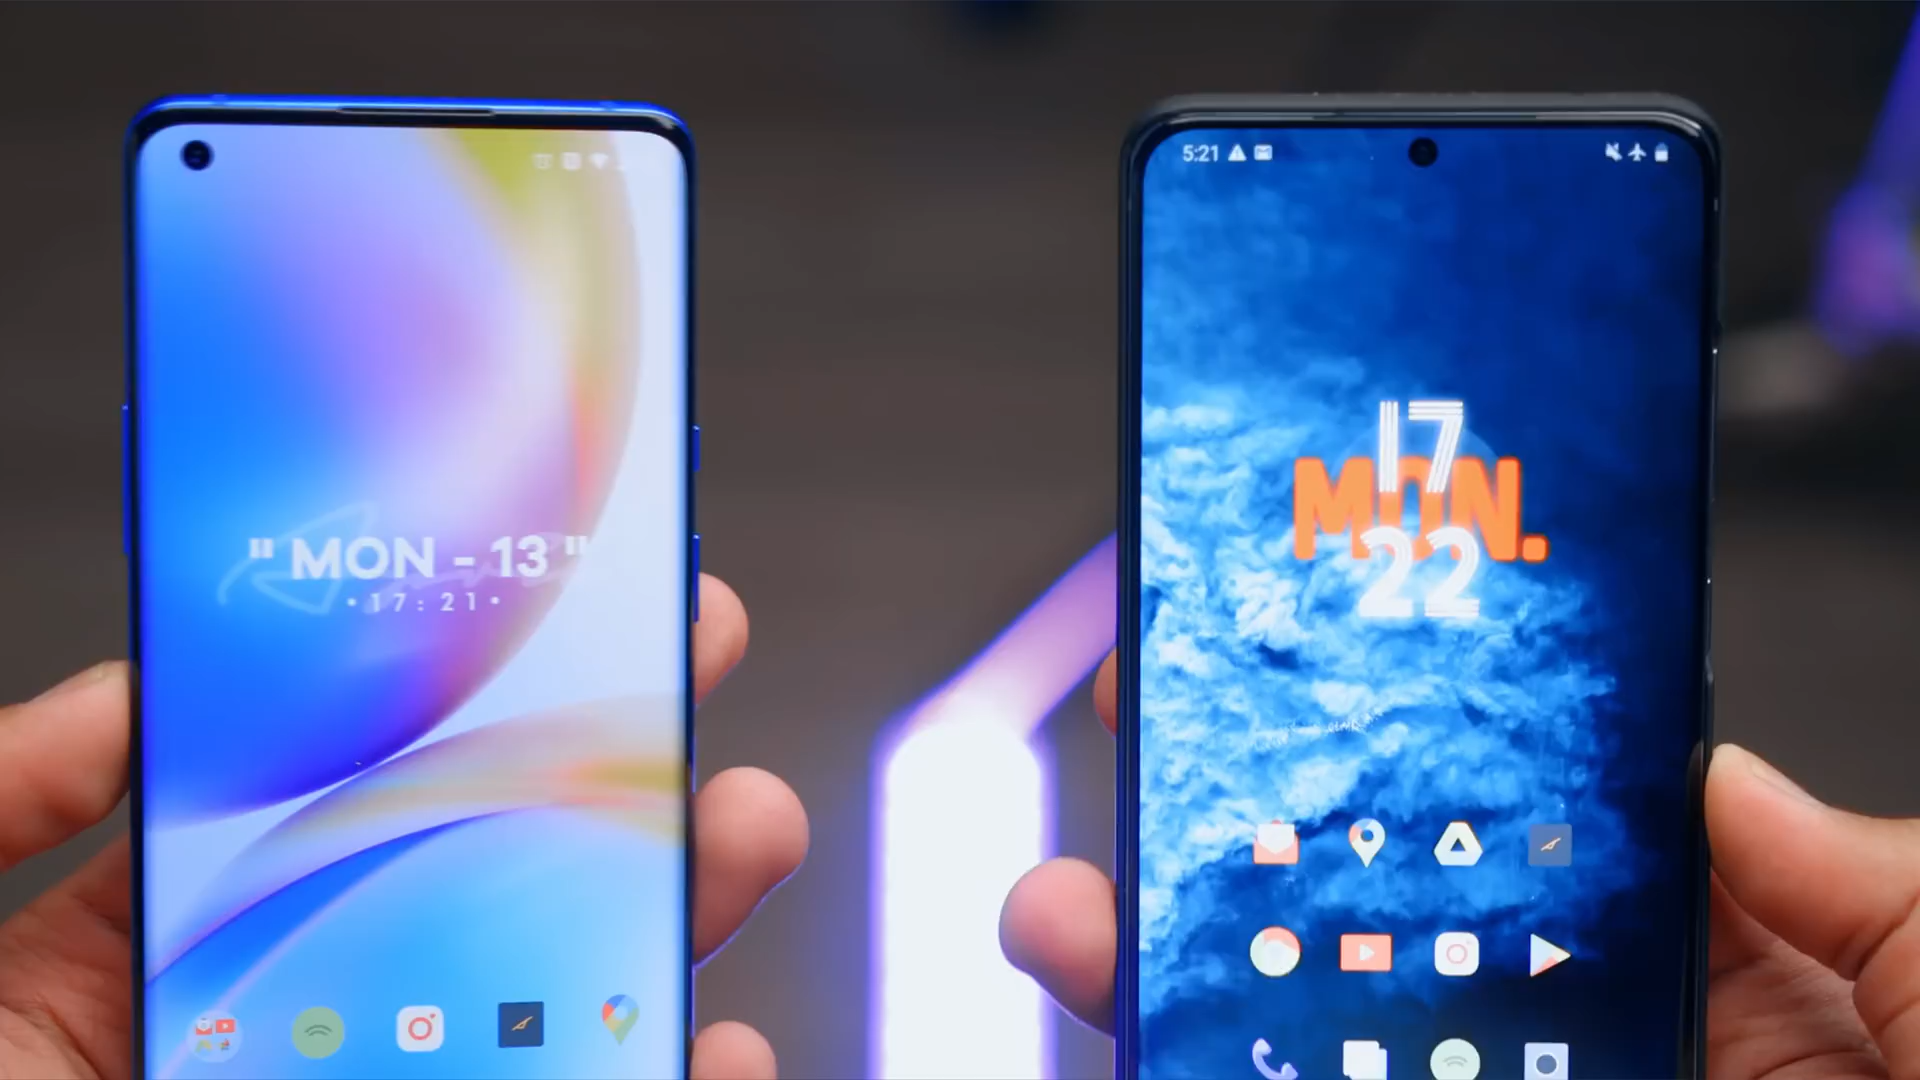 " MON - 13 "
• 17:21 •
5:21
17
MON.
22